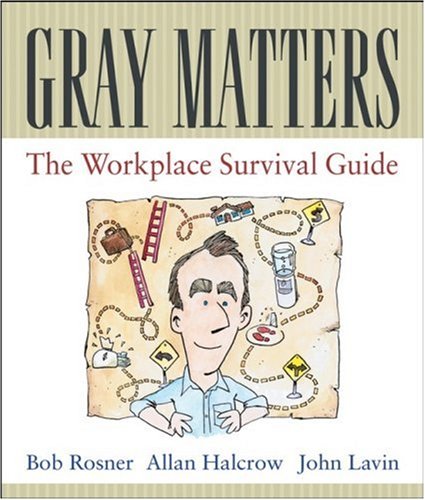 GRAY MATTERS
The Workplace Survival Guide
$
$
Bob Rosner Allan Halcrow John Lavin